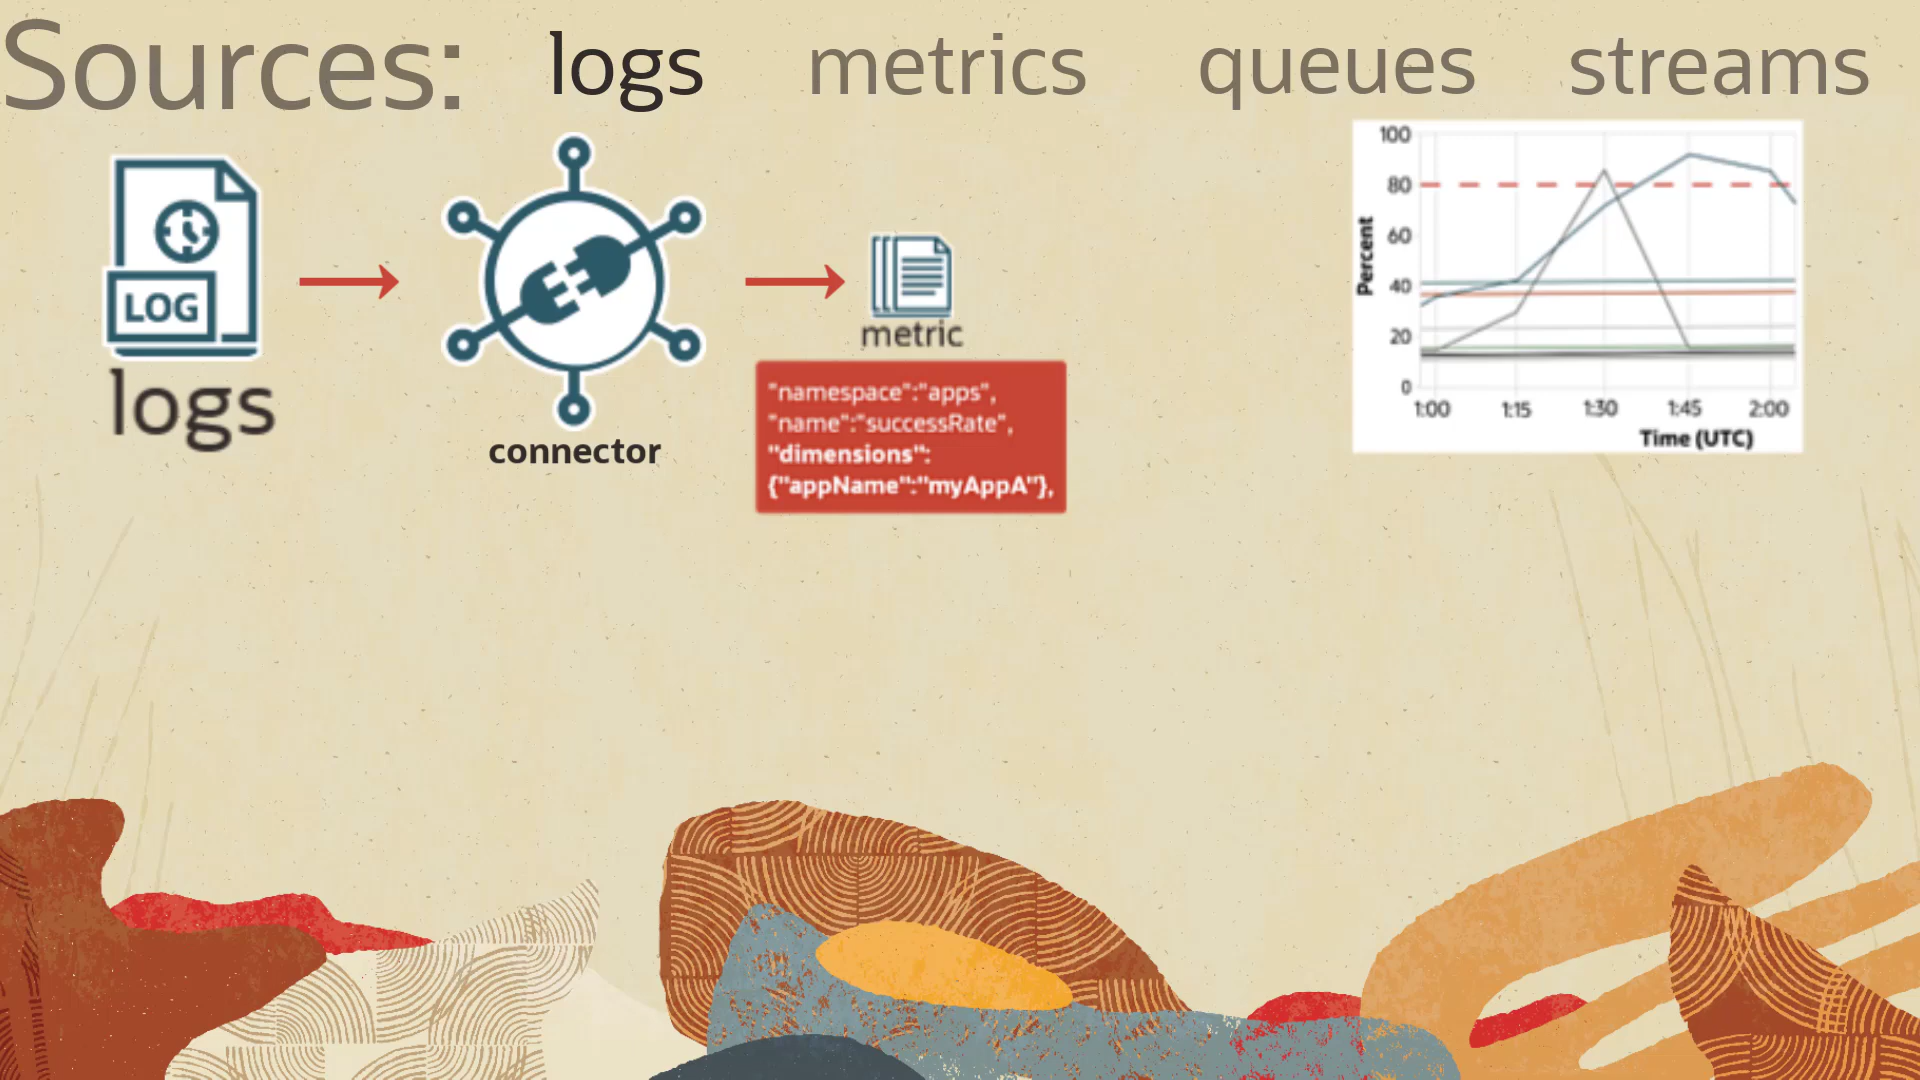 Sources: logs metrics queues streams
LOG
logs
connector
metric
"namespace":"apps",
"name":"successRate",
"dimensions":
{"appName":"myAppA"},
100
80
60
40
20
0
Percent
1:00 1:15 1:30 1:45 2:00
Time (UTC)